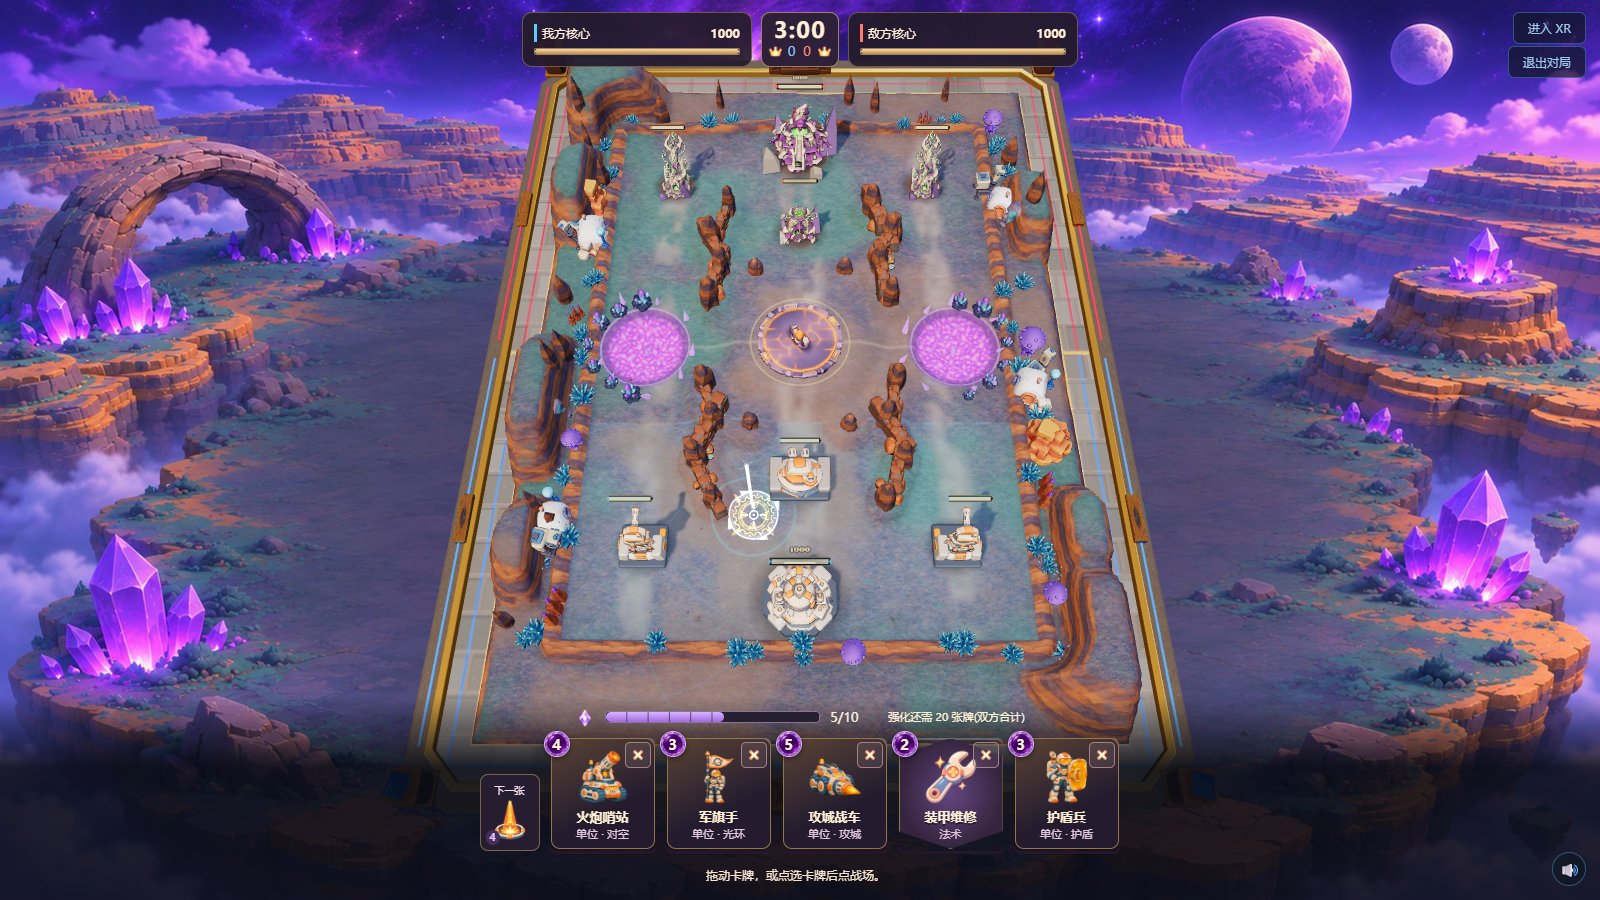 我方核心 1000
3:00
0 0
敌方核心 1000
进入 XR
退出对局
1000
5/10
强化还需 20 张牌(双方合计)
下一张
4
4
火炮哨站
单位 · 对空
3
军旗手
单位 · 光环
5
攻城战车
单位 · 攻城
2
装甲维修
法术
3
护盾兵
单位 · 护盾
拖动卡牌，或点选卡牌后点战场。